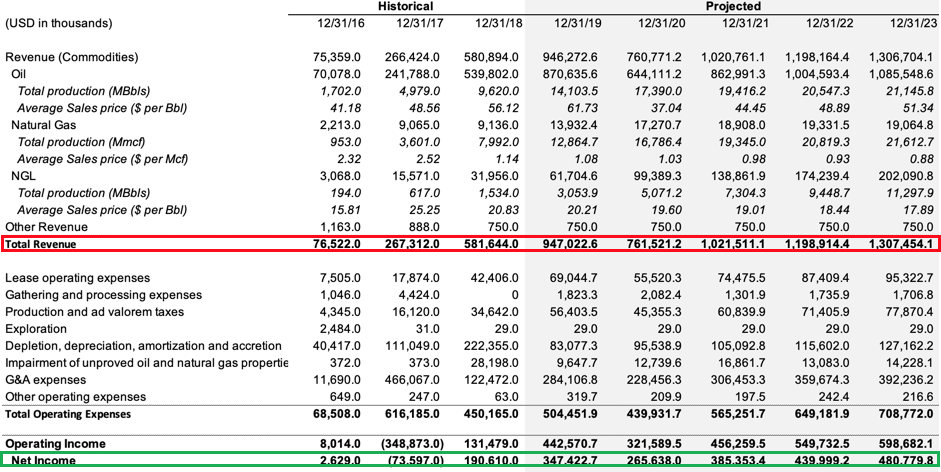 Historical Projected
(USD in thousands) 12/31/16 12/31/17 12/31/18 12/31/19 12/31/20 12/31/21 12/31/22 12/31/23
Revenue (Commodities) 75,359.0 266,424.0 580,894.0 946,272.6 760,771.2 1,020,761.1 1,198,164.4 1,306,704.1
Oil 70,078.0 241,788.0 539,802.0 870,635.6 644,111.2 862,991.3 1,004,593.4 1,085,548.6
Total production (MBbls) 1,702.0 4,979.0 9,620.0 14,103.5 17,390.0 19,416.2 20,547.3 21,145.8
Average Sales price ($ per Bbl) 41.18 48.56 56.12 61.73 37.04 44.45 48.89 51.34
Natural Gas 2,213.0 9,065.0 9,136.0 13,932.4 17,270.7 18,908.0 19,331.5 19,064.8
Total production (Mmcf) 953.0 3,601.0 7,992.0 12,864.7 16,786.4 19,345.0 20,819.3 21,612.7
Average Sales price ($ per Mcf) 2.32 2.52 1.14 1.08 1.03 0.98 0.93 0.88
NGL 3,068.0 15,571.0 31,956.0 61,704.6 99,389.3 138,861.9 174,239.4 202,090.8
Total production (MBbls) 194.0 617.0 1,534.0 3,053.9 5,071.2 7,304.3 9,448.7 11,297.9
Average Sales price ($ per Bbl) 15.81 25.25 20.83 20.21 19.60 19.01 18.44 17.89
Other Revenue 1,163.0 888.0 750.0 750.0 750.0 750.0 750.0 750.0
Total Revenue 76,522.0 267,312.0 581,644.0 947,022.6 761,521.2 1,021,511.1 1,198,914.4 1,307,454.1
Lease operating expenses 7,505.0 17,874.0 42,406.0 69,044.7 55,520.3 74,475.5 87,409.4 95,322.7
Gathering and processing expenses 1,046.0 4,424.0 0 1,823.3 2,082.4 1,301.9 1,735.9 1,706.8
Production and ad valorem taxes 4,345.0 16,120.0 34,642.0 56,403.5 45,355.3 60,839.9 71,405.9 77,870.4
Exploration 2,484.0 31.0 29.0 29.0 29.0 29.0 29.0 29.0
Depletion, depreciation, amortization and accretion 40,417.0 111,049.0 222,355.0 83,077.3 95,538.9 105,092.8 115,602.0 127,162.2
Impairment of unproved oil and natural gas propertie 372.0 373.0 28,198.0 9,647.7 12,739.6 16,861.7 13,083.0 14,228.1
G&A expenses 11,690.0 466,067.0 122,472.0 284,106.8 228,456.3 306,453.3 359,674.3 392,236.2
Other operating expenses 649.0 247.0 63.0 319.7 209.9 197.5 242.4 216.6
Total Operating Expenses 68,508.0 616,185.0 450,165.0 504,451.9 439,931.7 565,251.7 649,181.9 708,772.0
Operating Income 8,014.0 (348,873.0) 131,479.0 442,570.7 321,589.5 456,259.5 549,732.5 598,682.1
Net Income 2,629.0 (73,597.0) 190,610.0 347,422.7 265,638.0 385,353.4 439,999.2 480,779.8